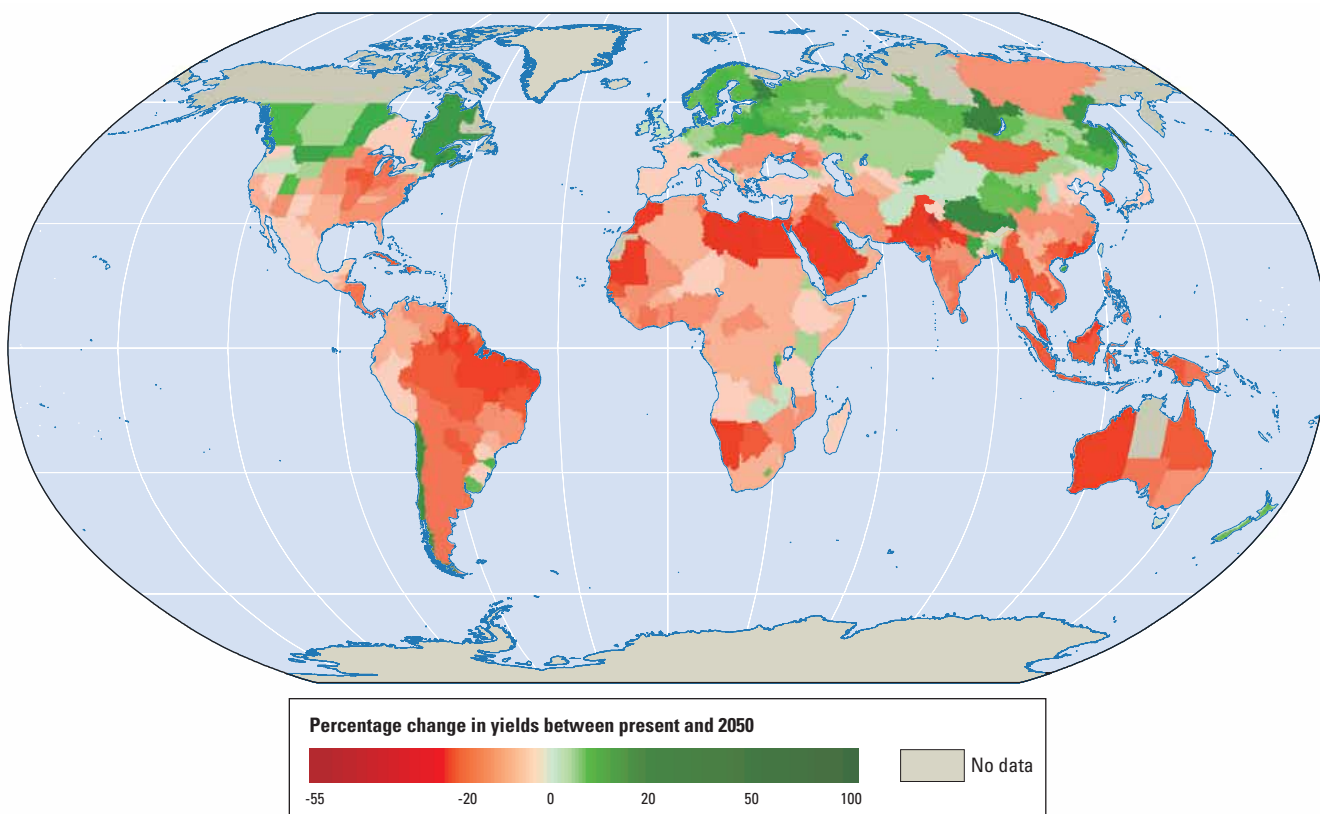 Percentage change in yields between present and 2050
No data
-55 -20 0 20 50 100